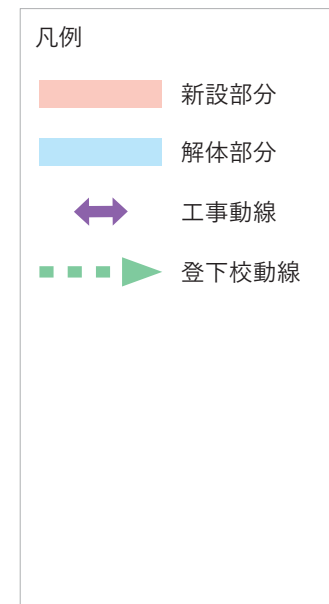 凡例
新設部分
解体部分
工事動線
登下校動線